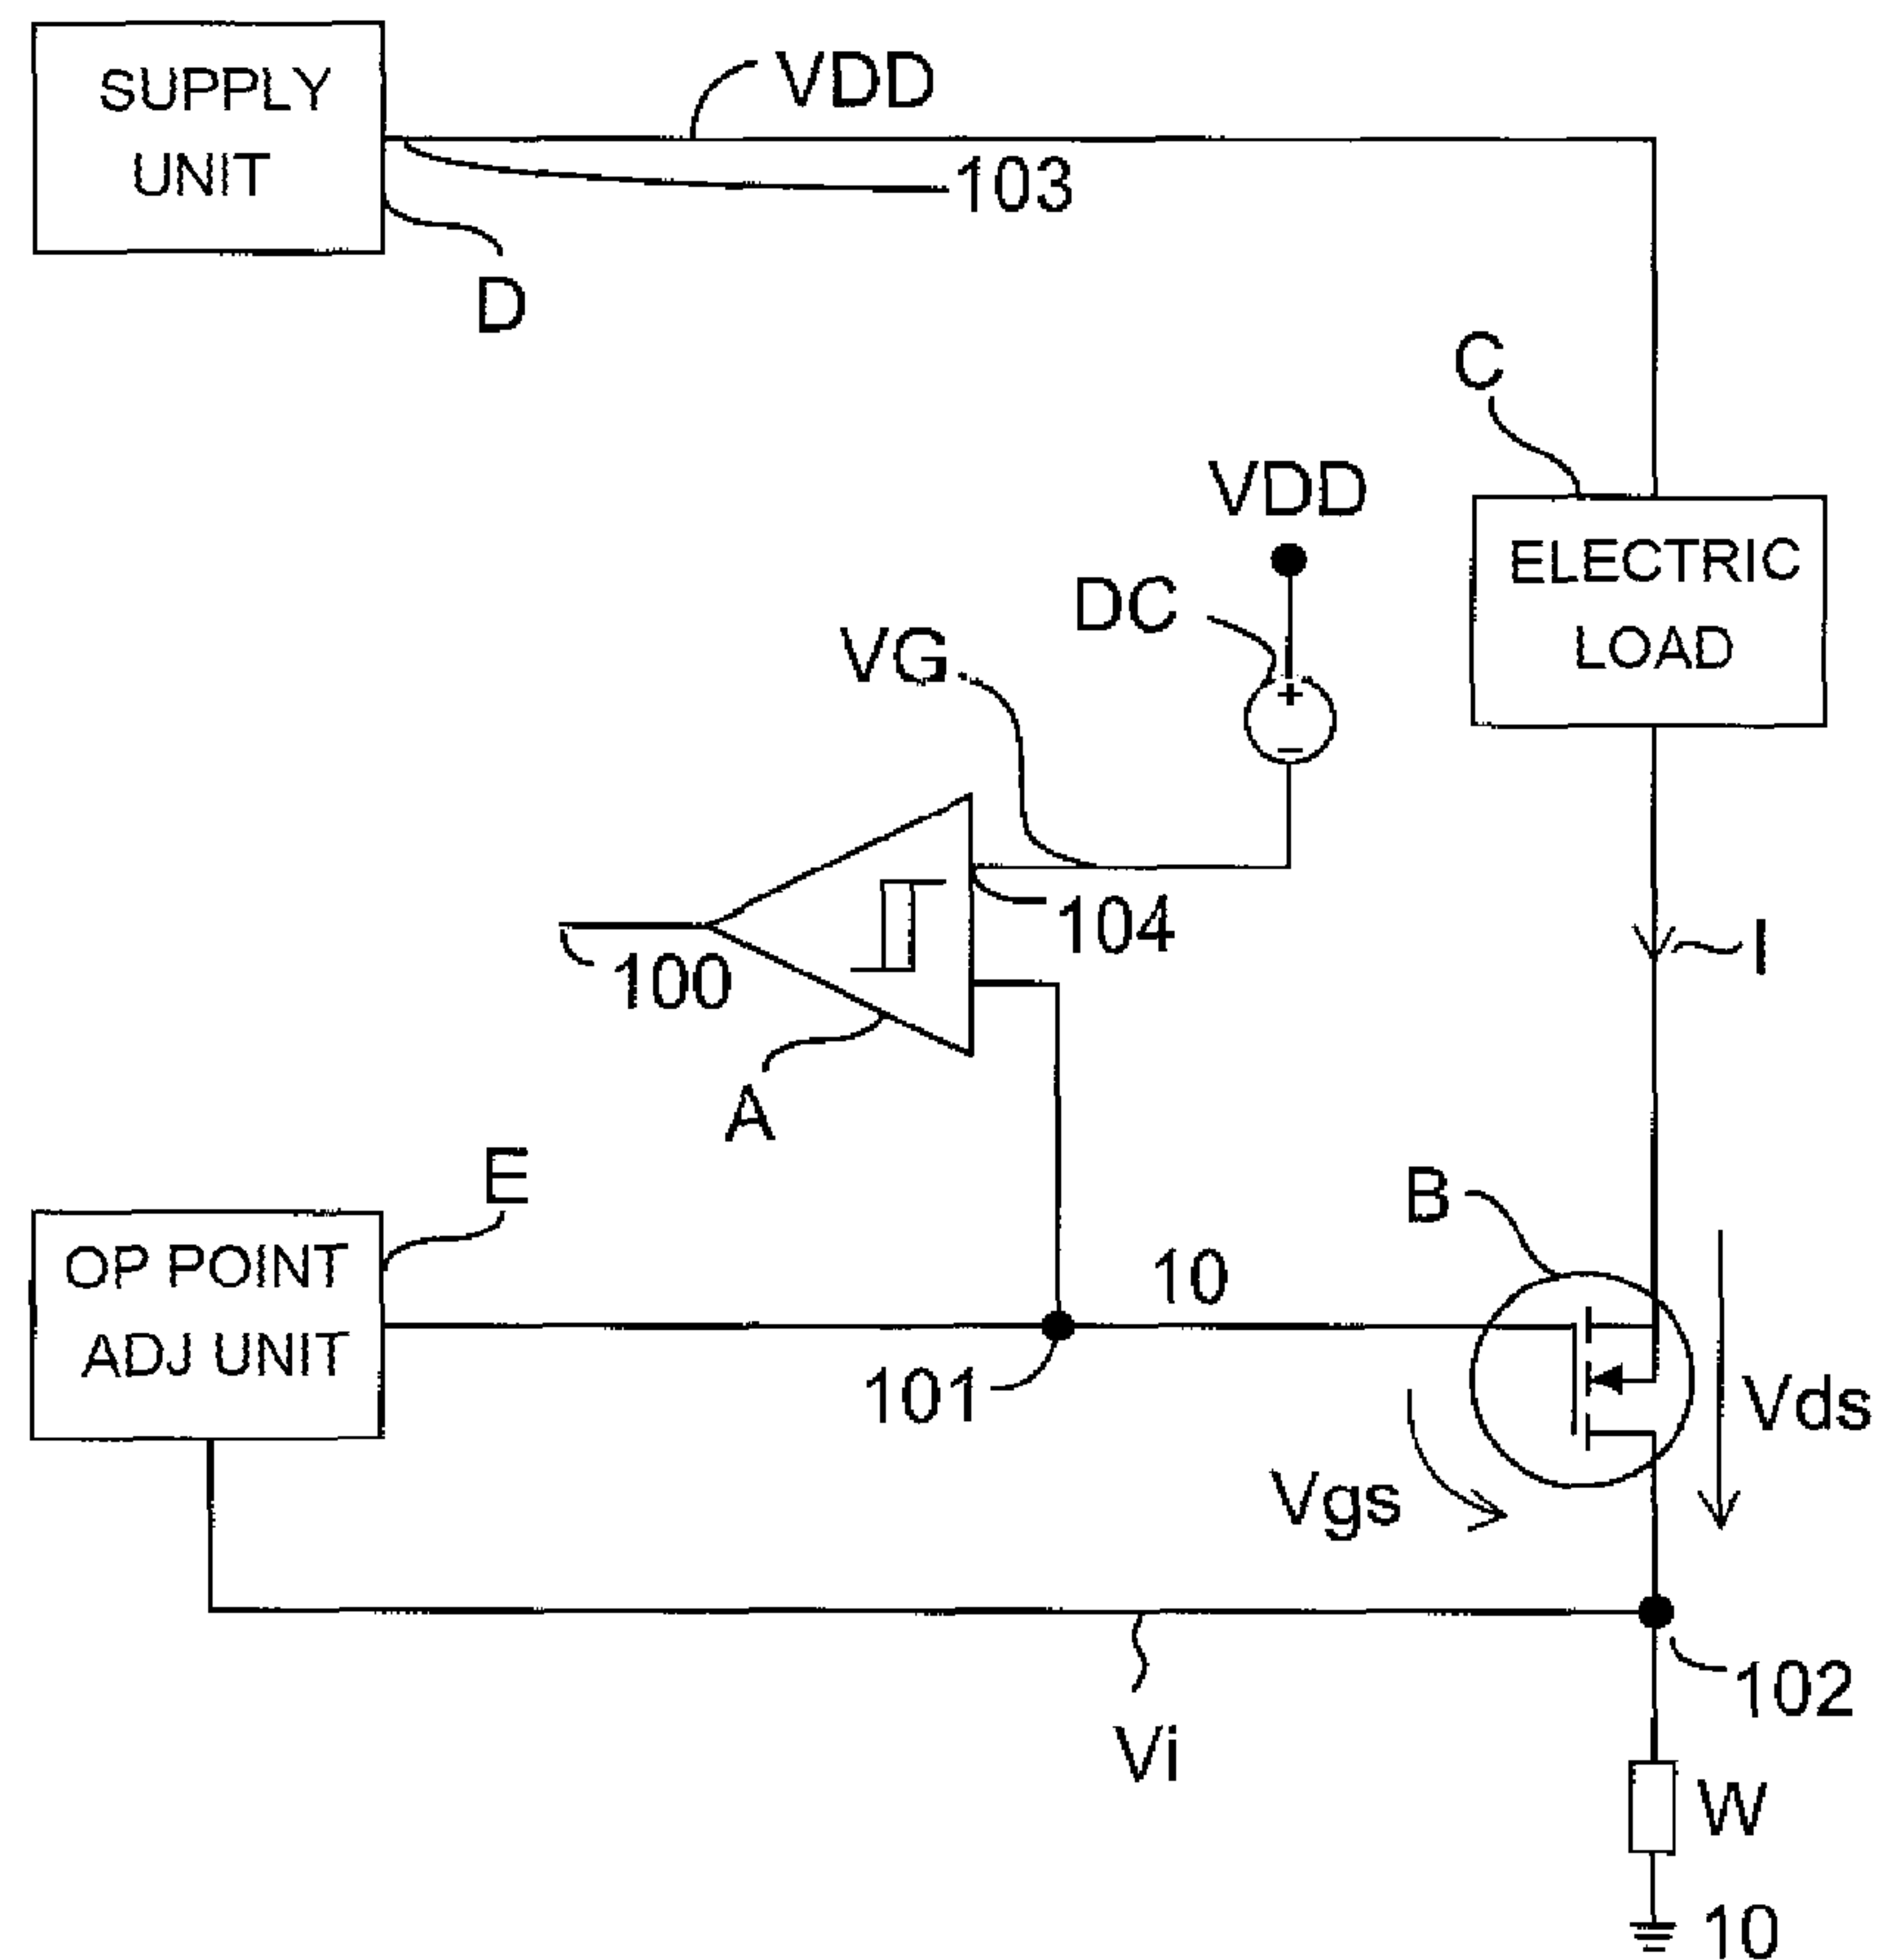 SUPPLY
UNIT
VDD
103
D
C
VDD
DC
ELECTRIC
LOAD
VG
+
−
104
100
I
A
E
B
OP POINT
ADJ UNIT
10
101
Vds
Vgs
102
Vi
W
10